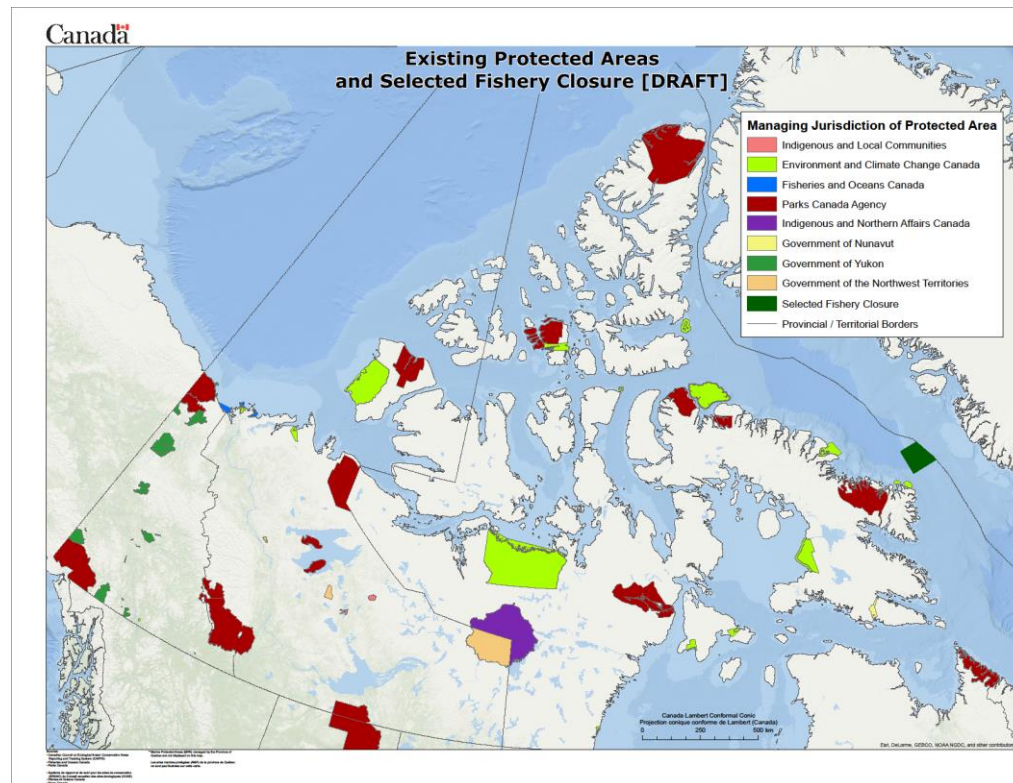 Canada
Existing Protected Areas
and Selected Fishery Closure [DRAFT]
Managing Jurisdiction of Protected Area
Indigenous and Local Communities
Environment and Climate Change Canada
Fisheries and Oceans Canada
Parks Canada Agency
Indigenous and Northern Affairs Canada
Government of Nunavut
Government of Yukon
Government of the Northwest Territories
Selected Fishery Closure
Provincial / Territorial Borders
Canada Lambert Conformal Conic
Projection conique conforme de Lambert (Canada)
0 250 500 km
Esri, DeLorme, GEBCO, NOAA NGDC, and other contributors